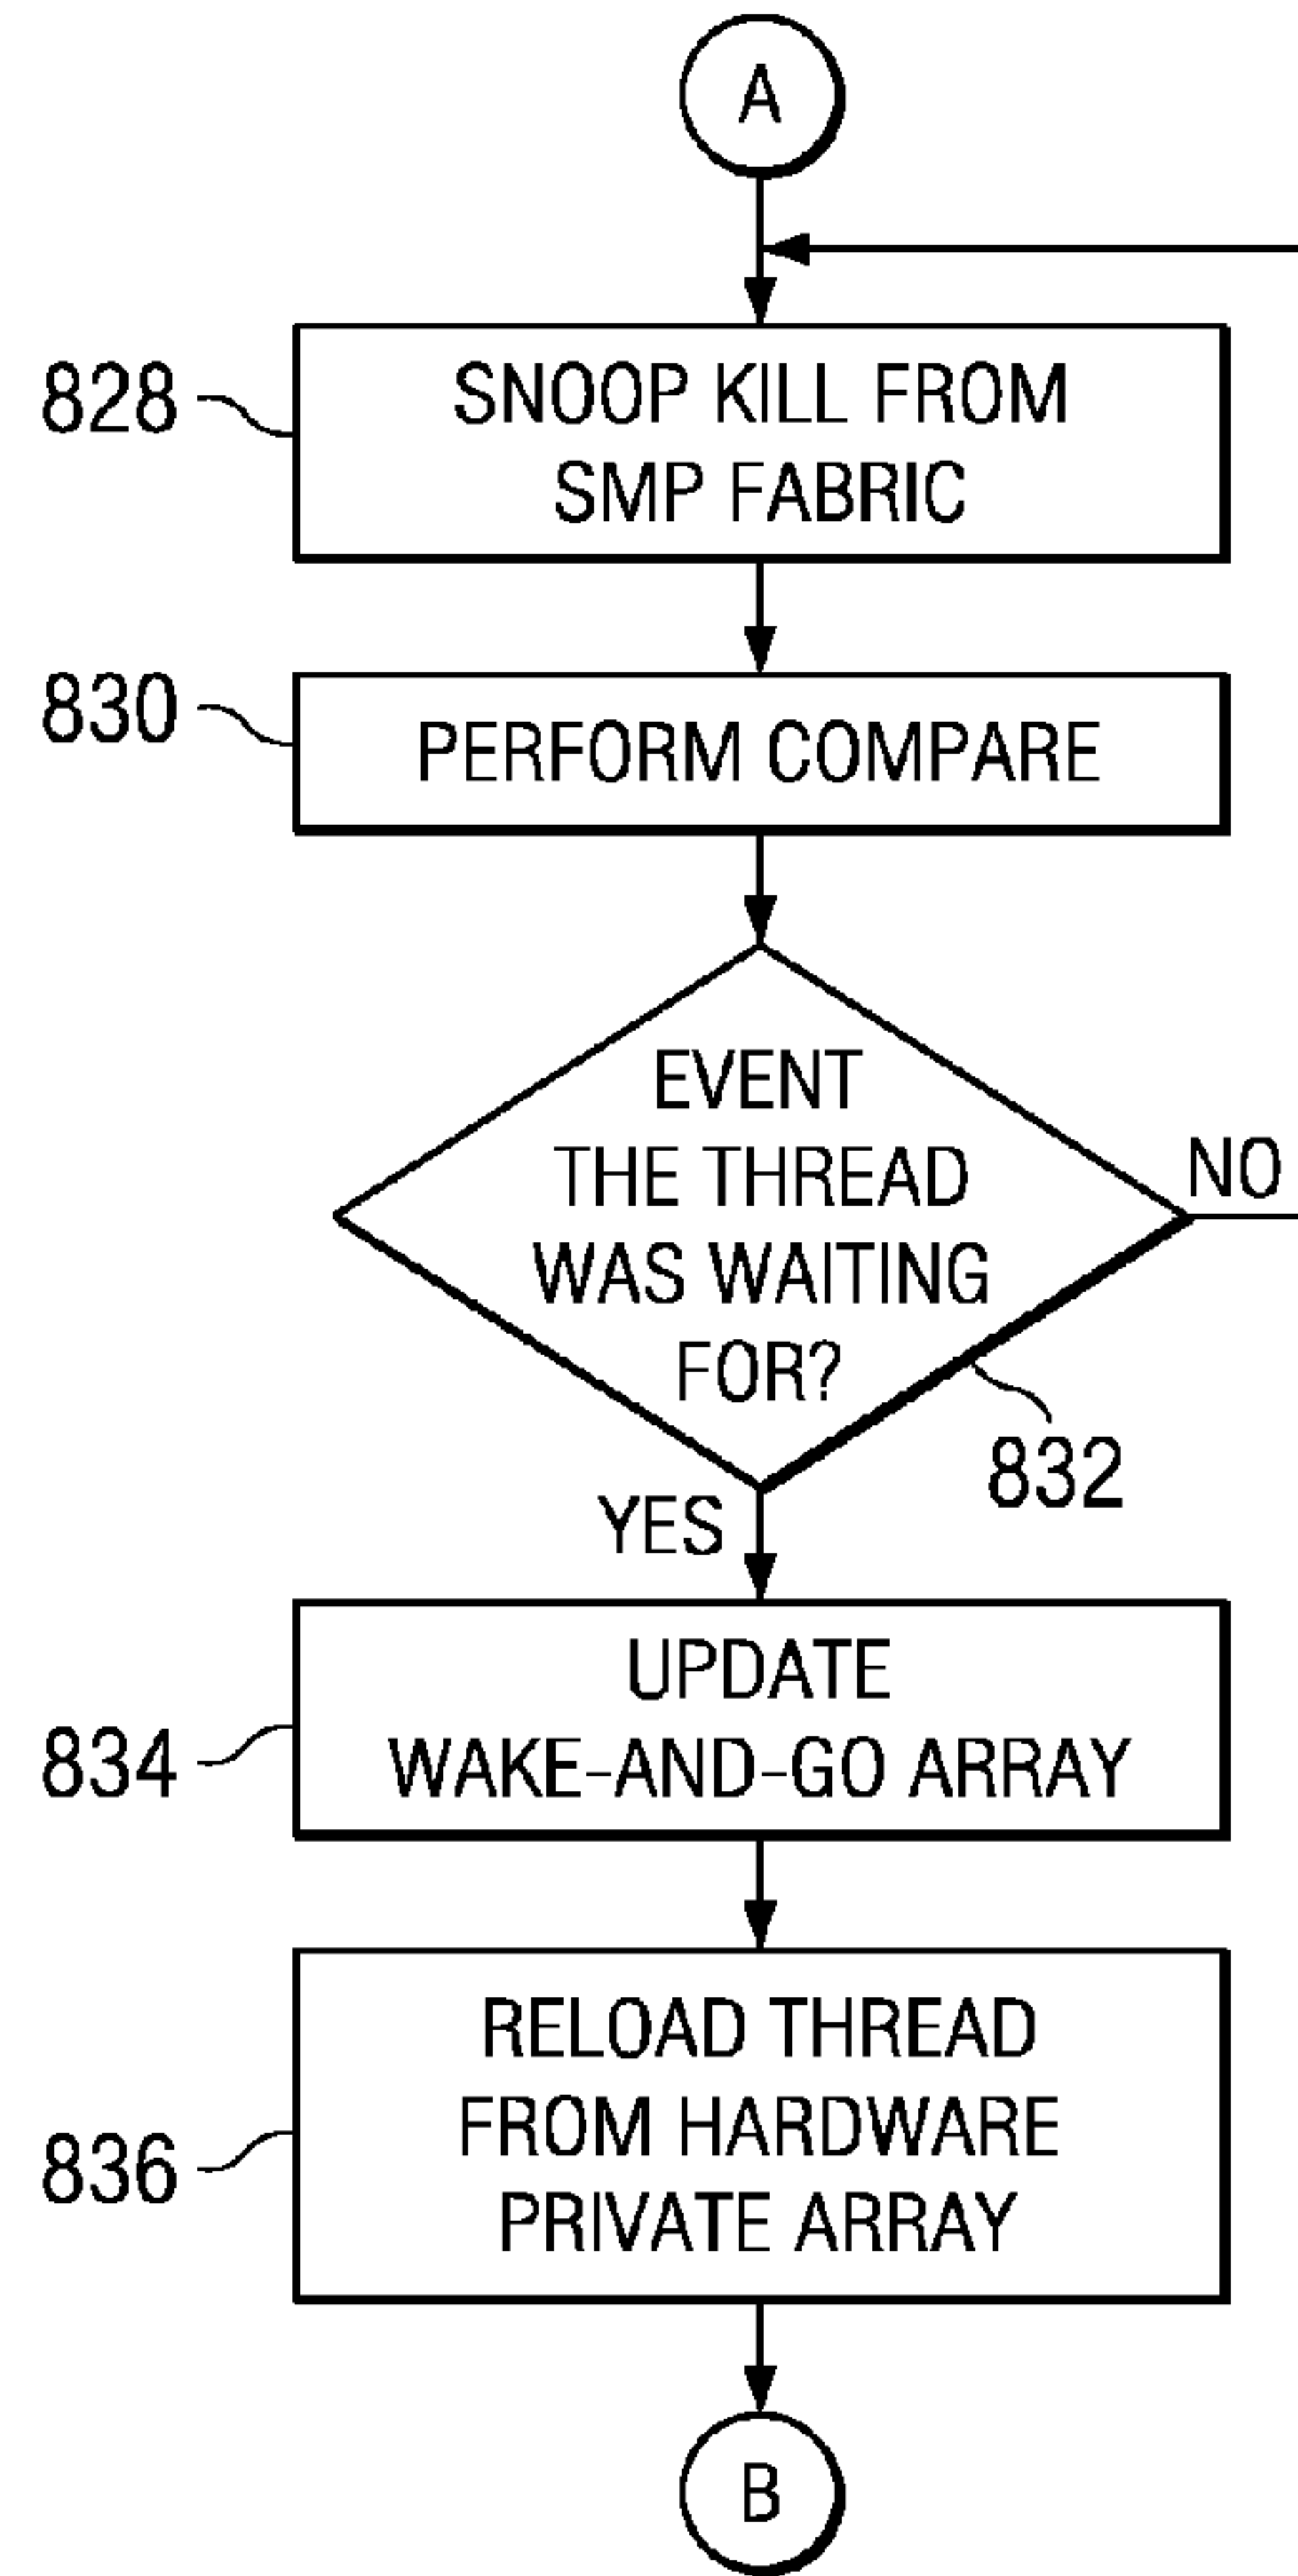 A
828
SNOOP KILL FROM
SMP FABRIC
830
PERFORM COMPARE
EVENT
THE THREAD
WAS WAITING
FOR?
NO
832
YES
834
UPDATE
WAKE-AND-GO ARRAY
836
RELOAD THREAD
FROM HARDWARE
PRIVATE ARRAY
B